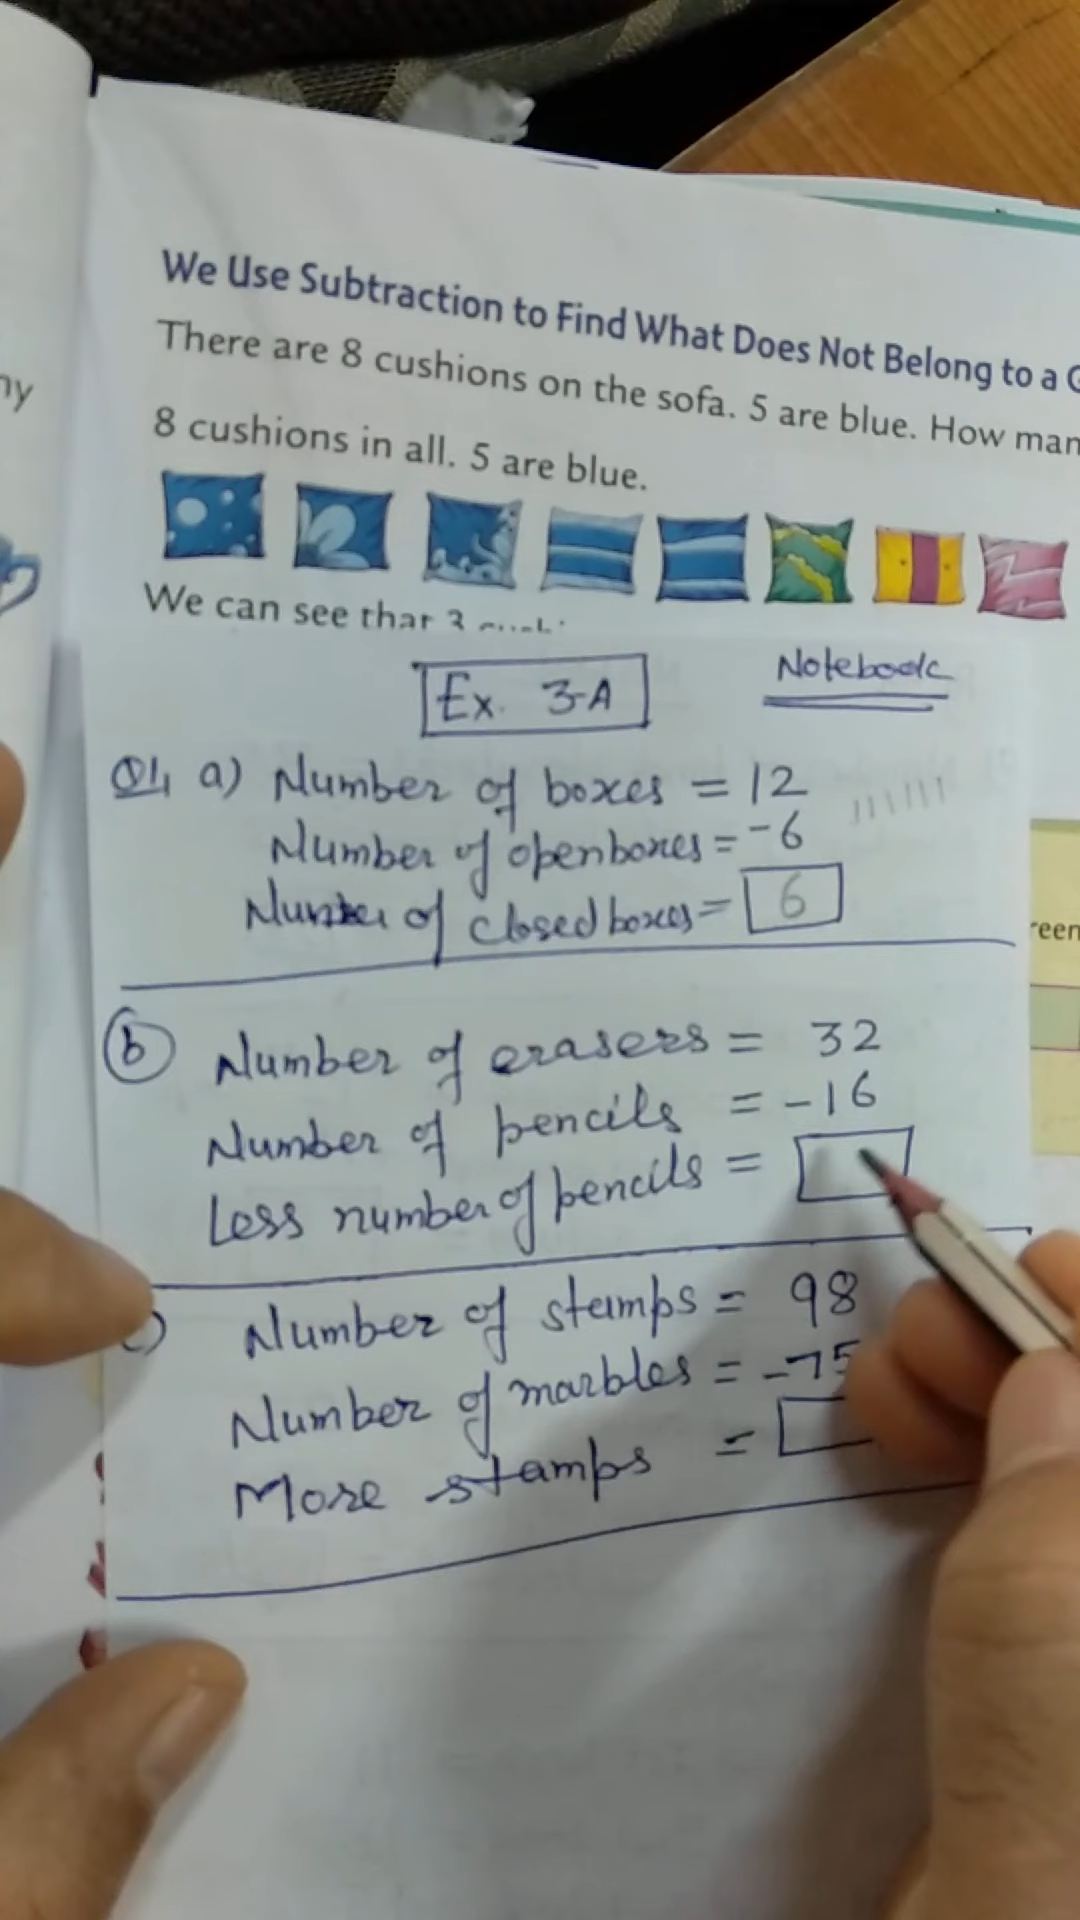 ny
We Use Subtraction to Find What Does Not Belong to a G
There are 8 cushions on the sofa. 5 are blue. How man
8 cushions in all. 5 are blue.
We can see that 3
Ex. 3-A
Notebook
Q1, a) Number of boxes = 12
Number of open boxes = -6
Number of closed boxes = 6
reen
b Number of erasers = 32
Number of pencils = -16
Less number of pencils =
) Number of stamps = 98
Number of marbles = -75
More stamps =